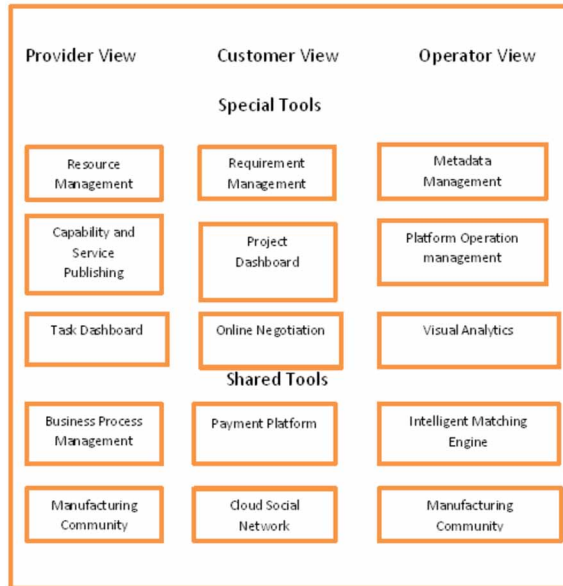 Provider View Customer View Operator View
Special Tools
Resource
Management
Requirement
Management
Metadata
Management
Capability and
Service
Publishing
Project
Dashboard
Platform Operation
management
Task Dashboard
Online Negotiation
Visual Analytics
Shared Tools
Business Process
Management
Payment Platform
Intelligent Matching
Engine
Manufacturing
Community
Cloud Social
Network
Manufacturing
Community